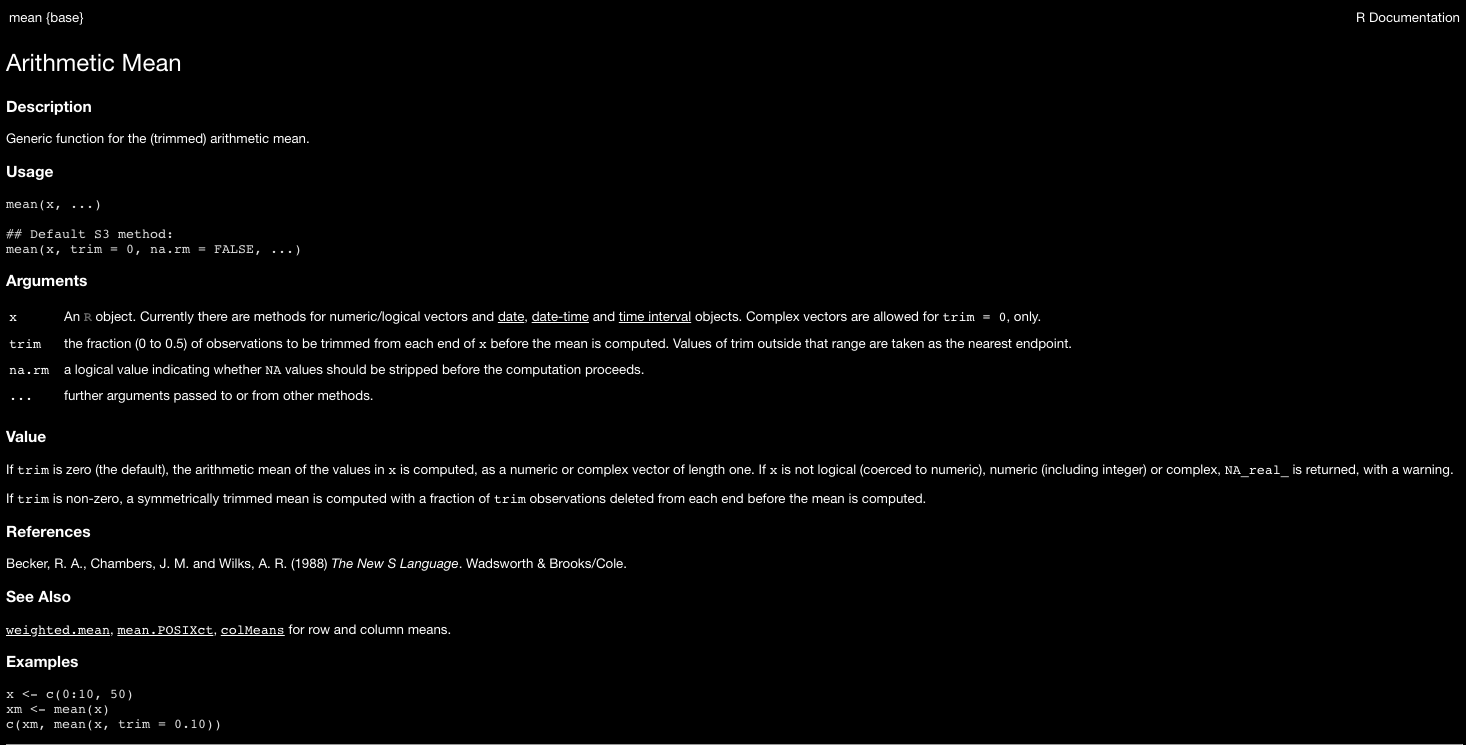 mean {base} R Documentation
Arithmetic Mean
Description
Generic function for the (trimmed) arithmetic mean.
Usage
mean(x, ...)
## Default S3 method:
mean(x, trim = 0, na.rm = FALSE, ...)
Arguments
x An R object. Currently there are methods for numeric/logical vectors and date, date-time and time interval objects. Complex vectors are allowed for trim = 0, only.
trim the fraction (0 to 0.5) of observations to be trimmed from each end of x before the mean is computed. Values of trim outside that range are taken as the nearest endpoint.
na.rm a logical value indicating whether NA values should be stripped before the computation proceeds.
... further arguments passed to or from other methods.
Value
If trim is zero (the default), the arithmetic mean of the values in x is computed, as a numeric or complex vector of length one. If x is not logical (coerced to numeric), numeric (including integer) or complex, NA_real_ is returned, with a warning.
If trim is non-zero, a symmetrically trimmed mean is computed with a fraction of trim observations deleted from each end before the mean is computed.
References
Becker, R. A., Chambers, J. M. and Wilks, A. R. (1988) The New S Language. Wadsworth & Brooks/Cole.
See Also
weighted.mean, mean.POSIXct, colMeans for row and column means.
Examples
x <- c(0:10, 50)
xm <- mean(x)
c(xm, mean(x, trim = 0.10))